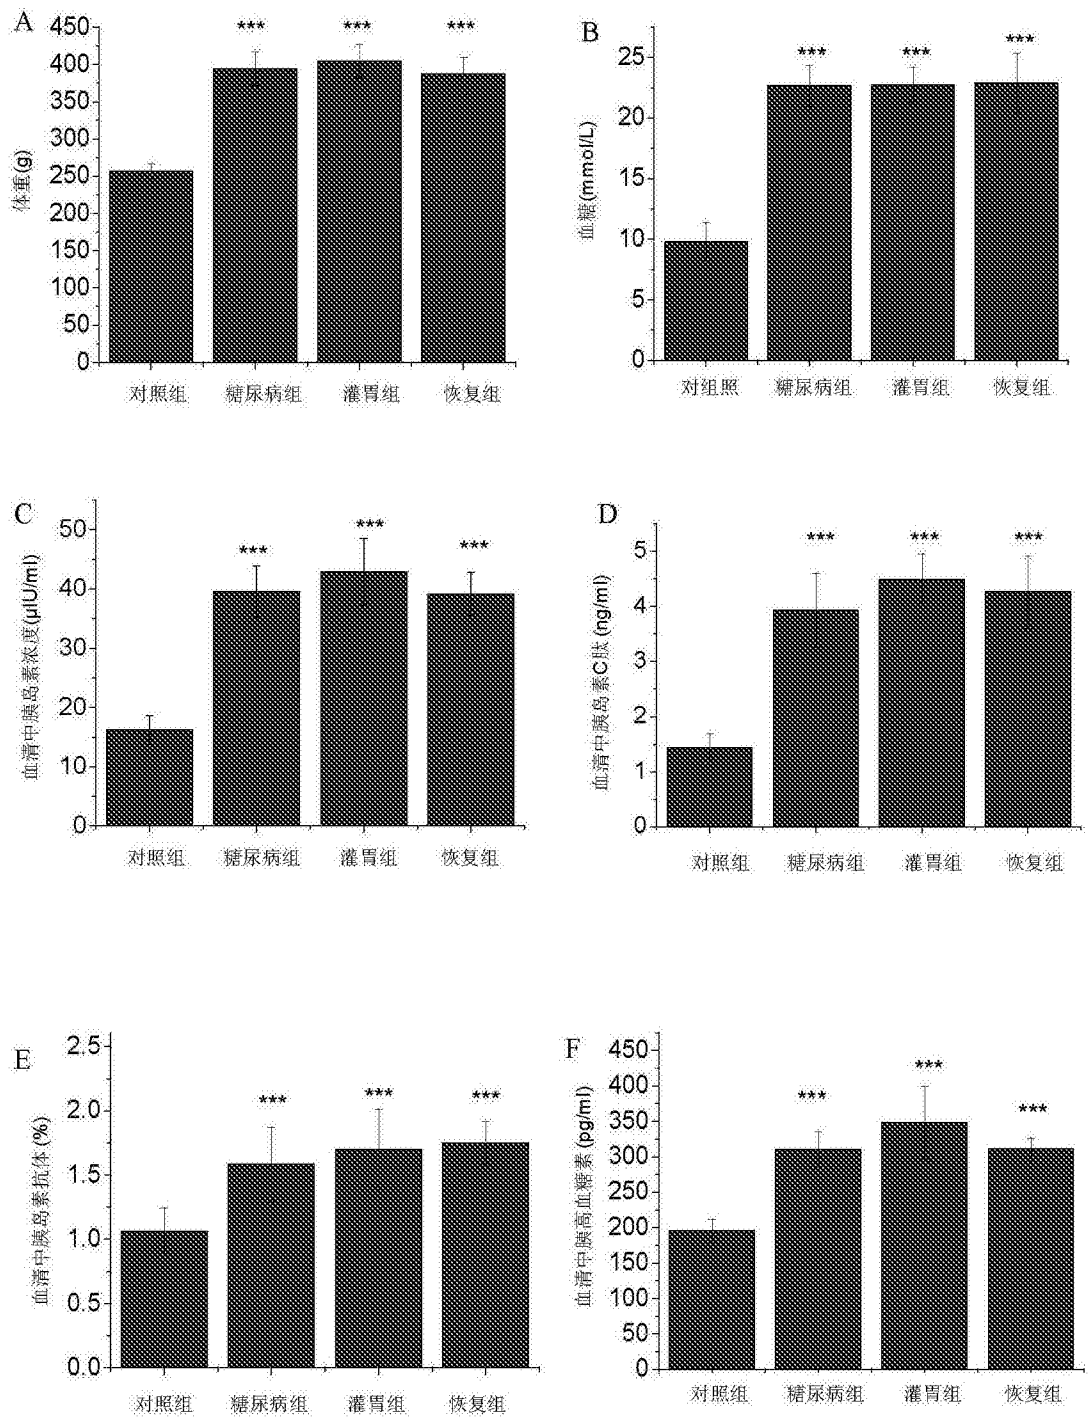 A
450
400
350
300
250
200
150
100
50
0
体重(g)
***
***
***
对照组
糖尿病组
灌胃组
恢复组
B
25
20
15
10
5
0
血糖(mmol/L)
***
***
***
对组照
糖尿病组
灌胃组
恢复组
C
50
40
30
20
10
0
血清中胰岛素浓度(μIU/ml)
***
***
***
对照组
糖尿病组
灌胃组
恢复组
D
5
4
3
2
1
0
血清中胰岛素C肽(ng/ml)
***
***
***
对照组
糖尿病组
灌胃组
恢复组
E
2.5
2.0
1.5
1.0
0.5
0.0
血清中胰岛素抗体(%)
***
***
***
对照组
糖尿病组
灌胃组
恢复组
F
450
400
350
300
250
200
150
100
50
0
血清中胰高血糖素(pg/ml)
***
***
***
对照组
糖尿病组
灌胃组
恢复组